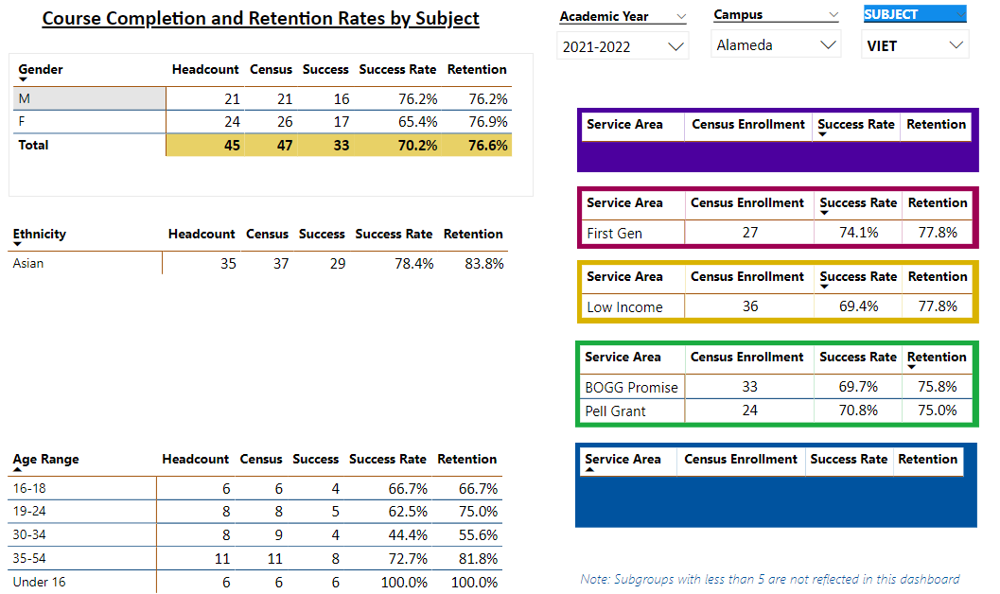 Course Completion and Retention Rates by Subject
Academic Year
2021-2022
Campus
Alameda
SUBJECT
VIET
Gender Headcount Census Success Success Rate Retention
M 21 21 16 76.2% 76.2%
F 24 26 17 65.4% 76.9%
Total 45 47 33 70.2% 76.6%
Ethnicity Headcount Census Success Success Rate Retention
Asian 35 37 29 78.4% 83.8%
Age Range Headcount Census Success Success Rate Retention
16-18 6 6 4 66.7% 66.7%
19-24 8 8 5 62.5% 75.0%
30-34 8 9 4 44.4% 55.6%
35-54 11 11 8 72.7% 81.8%
Under 16 6 6 6 100.0% 100.0%
Service Area Census Enrollment Success Rate Retention
Service Area Census Enrollment Success Rate Retention
First Gen 27 74.1% 77.8%
Service Area Census Enrollment Success Rate Retention
Low Income 36 69.4% 77.8%
Service Area Census Enrollment Success Rate Retention
BOGG Promise 33 69.7% 75.8%
Pell Grant 24 70.8% 75.0%
Service Area Census Enrollment Success Rate Retention
Note: Subgroups with less than 5 are not reflected in this dashboard